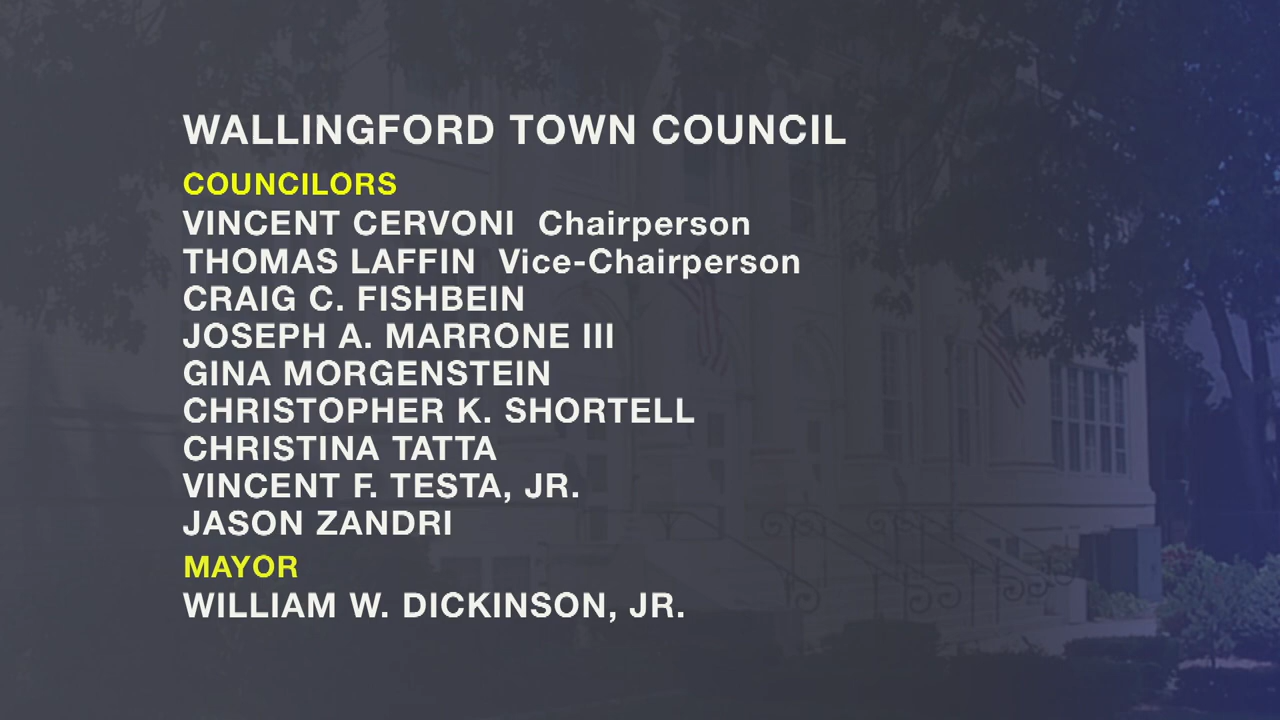 WALLINGFORD TOWN COUNCIL
COUNCILORS
VINCENT CERVONI Chairperson
THOMAS LAFFIN Vice-Chairperson
CRAIG C. FISHBEIN
JOSEPH A. MARRONE III
GINA MORGENSTEIN
CHRISTOPHER K. SHORTELL
CHRISTINA TATTA
VINCENT F. TESTA, JR.
JASON ZANDRI
MAYOR
WILLIAM W. DICKINSON, JR.